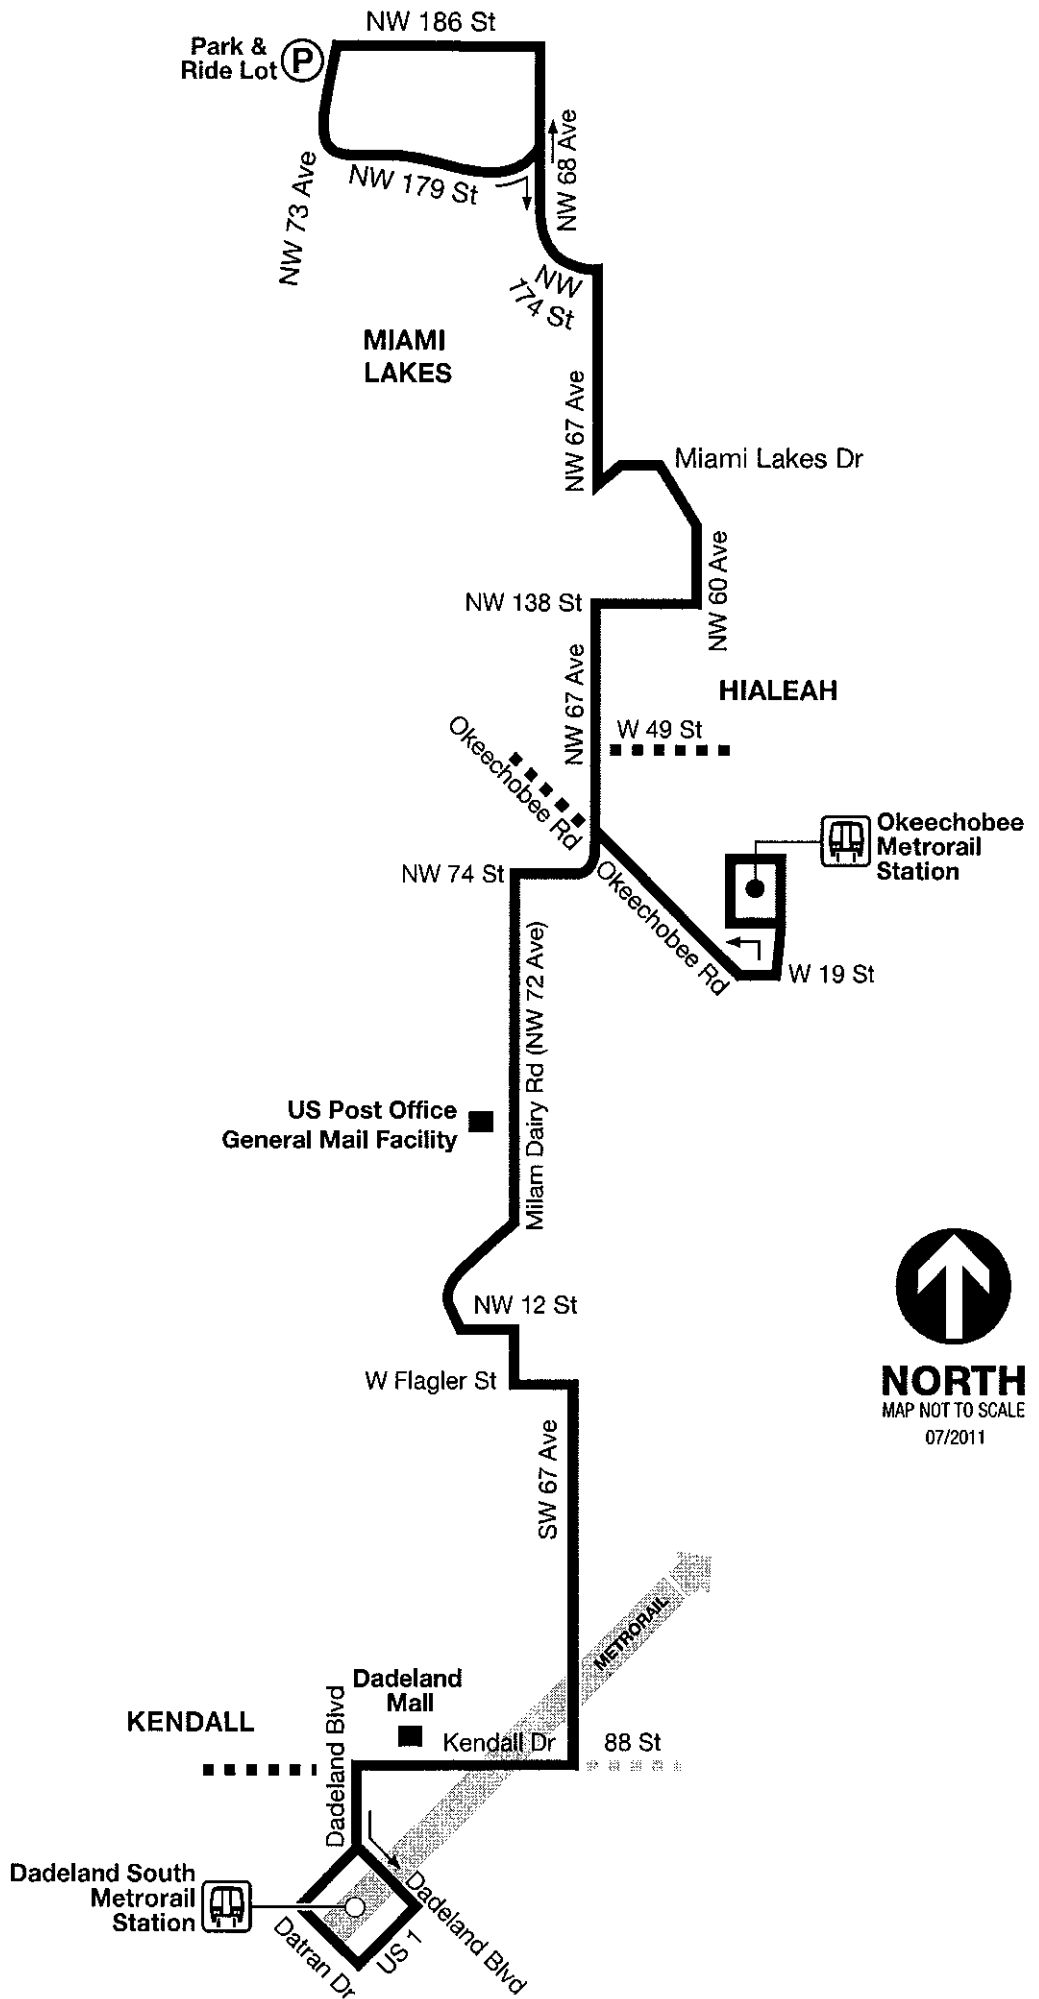 NW 186 St
Park &
Ride Lot
P
NW 68 Ave
NW 179 St
NW 73 Ave
NW
174 St
MIAMI
LAKES
NW 67 Ave
Miami Lakes Dr
NW 60 Ave
NW 138 St
HIALEAH
NW 67 Ave
W 49 St
Okeechobee Rd
Okeechobee
Metrorail
Station
NW 74 St
Okeechobee Rd
W 19 St
Milam Dairy Rd (NW 72 Ave)
US Post Office
General Mail Facility
NW 12 St
W Flagler St
NORTH
MAP NOT TO SCALE
07/2011
SW 67 Ave
METRORAIL
Dadeland
Mall
KENDALL
Dadeland Blvd
Kendall Dr
88 St
Dadeland South
Metrorail
Station
Dadeland Blvd
US 1
Datran Dr